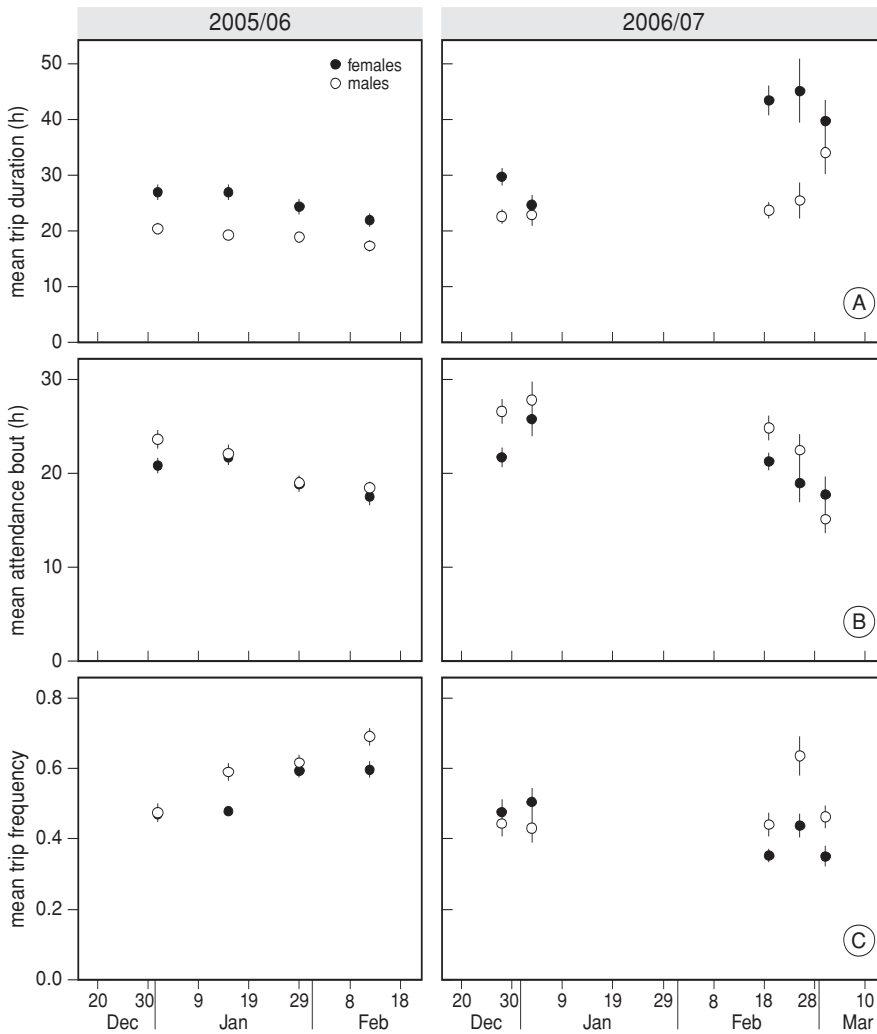 2005/06 2006/07
females
males
mean trip duration (h)
50
40
30
20
10
0
A
mean attendance bout (h)
30
20
10
0
B
mean trip frequency
0.8
0.6
0.4
0.2
0.0
C
20 30 9 19 29 8 18 20 30 9 19 29 8 18 28 10
Dec Jan Feb Dec Jan Feb Mar